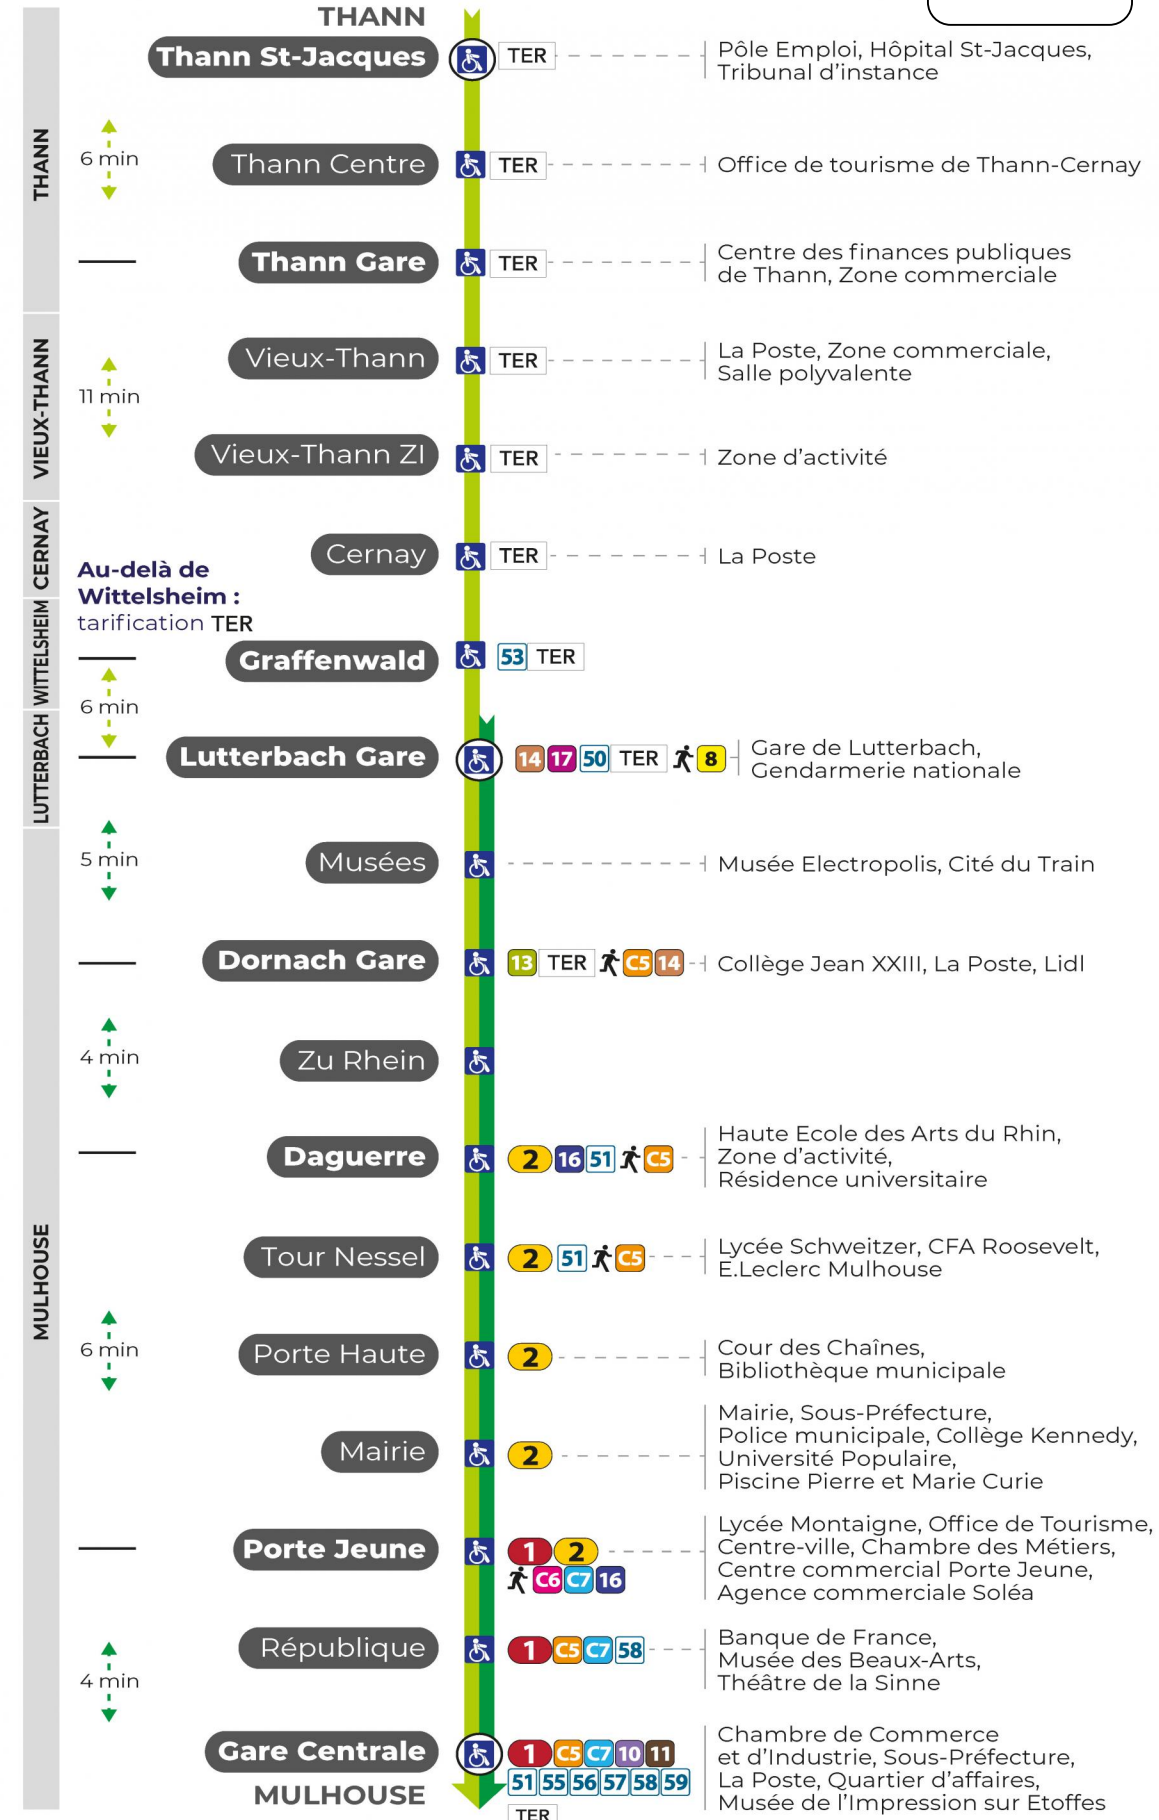 THANN
Thann St-Jacques TER Pôle Emploi, Hôpital St-Jacques,
Tribunal d'instance
THANN
6 min
Thann Centre TER Office de tourisme de Thann-Cernay
Thann Gare TER Centre des finances publiques
de Thann, Zone commerciale
VIEUX-THANN
Vieux-Thann TER La Poste, Zone commerciale,
Salle polyvalente
11 min
Vieux-Thann ZI TER Zone d'activité
CERNAY
Cernay TER La Poste
Au-delà de
Wittelsheim :
tarification TER
WITTELSHEIM
Graffenwald 53 TER
6 min
LUTTERBACH
Lutterbach Gare 14 17 50 TER 8 Gare de Lutterbach,
Gendarmerie nationale
5 min
Musées Musée Electropolis, Cité du Train
Dornach Gare 13 TER C5 14 Collège Jean XXIII, La Poste, Lidl
4 min
Zu Rhein
Daguerre 2 16 51 C5 Haute Ecole des Arts du Rhin,
Zone d'activité,
Résidence universitaire
MULHOUSE
Tour Nessel 2 51 C5 Lycée Schweitzer, CFA Roosevelt,
E.Leclerc Mulhouse
6 min
Porte Haute 2 Cour des Chaînes,
Bibliothèque municipale
Mairie 2 Mairie, Sous-Préfecture,
Police municipale, Collège Kennedy,
Université Populaire,
Piscine Pierre et Marie Curie
Porte Jeune 1 2 Lycée Montaigne, Office de Tourisme,
Centre-ville, Chambre des Métiers,
C6 C7 16 Centre commercial Porte Jeune,
Agence commerciale Soléa
République 1 C5 C7 58 Banque de France,
Musée des Beaux-Arts,
Théâtre de la Sinne
4 min
Gare Centrale 1 C5 C7 10 11 Chambre de Commerce
et d'Industrie, Sous-Préfecture,
51 55 56 57 58 59 La Poste, Quartier d'affaires,
MULHOUSE
TER Musée de l'Impression sur Etoffes